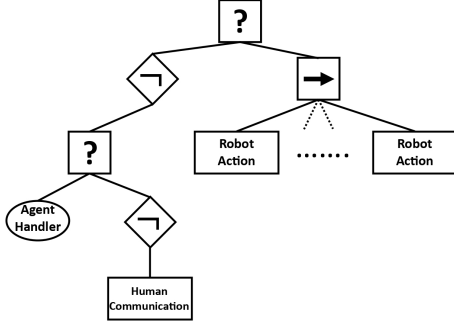 ?
¬
→
?
Robot
Action
.......
Robot
Action
Agent
Handler
¬
Human
Communication